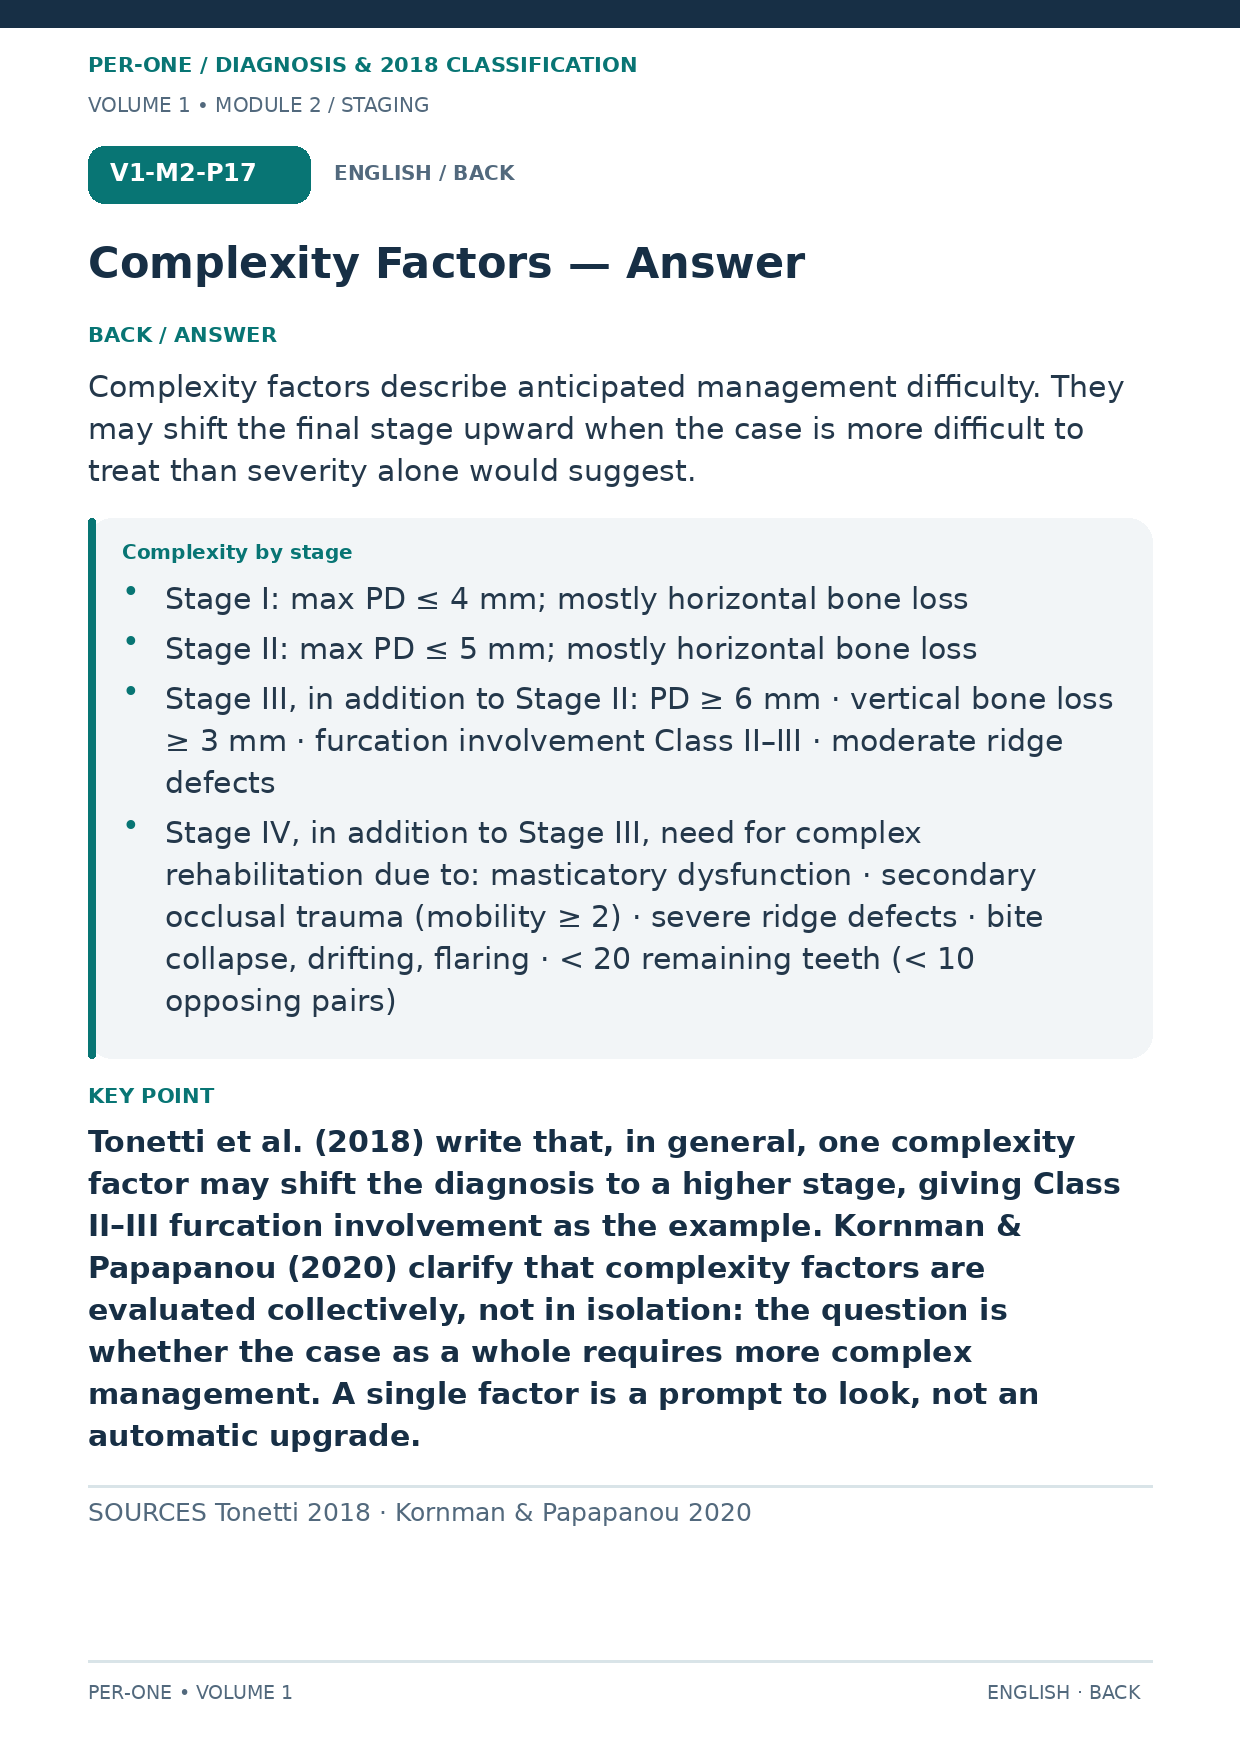 PER-ONE / DIAGNOSIS & 2018 CLASSIFICATION
VOLUME 1 • MODULE 2 / STAGING
V1-M2-P17
ENGLISH / BACK
Complexity Factors — Answer
BACK / ANSWER
Complexity factors describe anticipated management difficulty. They
may shift the final stage upward when the case is more difficult to
treat than severity alone would suggest.
Complexity by stage
• Stage I: max PD ≤ 4 mm; mostly horizontal bone loss
• Stage II: max PD ≤ 5 mm; mostly horizontal bone loss
• Stage III, in addition to Stage II: PD ≥ 6 mm · vertical bone loss
≥ 3 mm · furcation involvement Class II–III · moderate ridge
defects
• Stage IV, in addition to Stage III, need for complex
rehabilitation due to: masticatory dysfunction · secondary
occlusal trauma (mobility ≥ 2) · severe ridge defects · bite
collapse, drifting, flaring · < 20 remaining teeth (< 10
opposing pairs)
KEY POINT
Tonetti et al. (2018) write that, in general, one complexity
factor may shift the diagnosis to a higher stage, giving Class
II–III furcation involvement as the example. Kornman &
Papapanou (2020) clarify that complexity factors are
evaluated collectively, not in isolation: the question is
whether the case as a whole requires more complex
management. A single factor is a prompt to look, not an
automatic upgrade.
SOURCES Tonetti 2018 · Kornman & Papapanou 2020
PER-ONE • VOLUME 1
ENGLISH · BACK